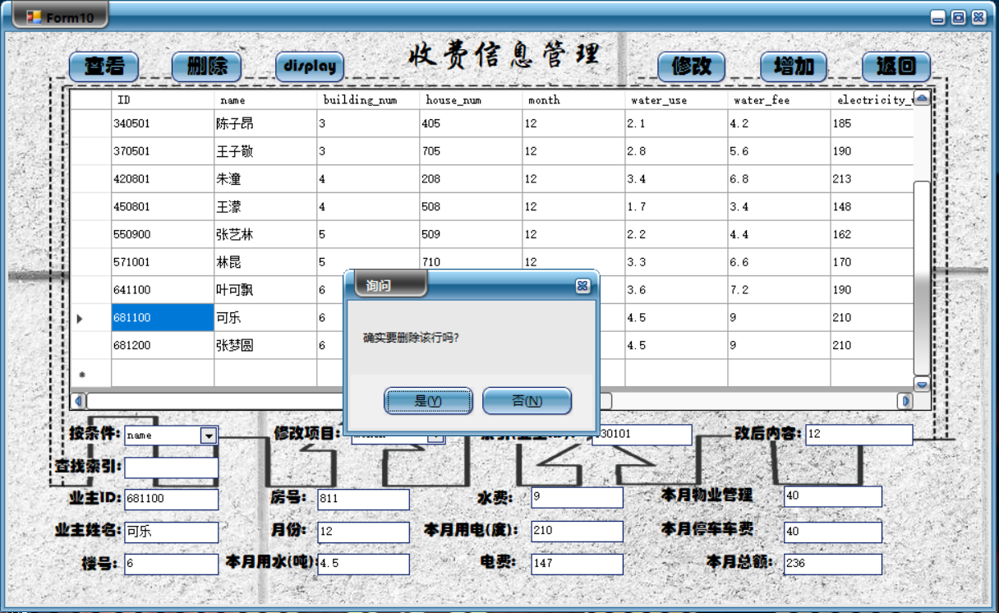 Form10
收费信息管理
查看 删除 display 修改 增加 返回
ID name building_num house_num month water_use water_fee electricity_
340501 陈子昂 3 405 12 2.1 4.2 185
370501 王子敬 3 705 12 2.8 5.6 190
420801 朱潼 4 208 12 3.4 6.8 213
450801 王濛 4 508 12 1.7 3.4 148
550900 张艺林 5 509 12 2.2 4.4 162
571001 林昆 5 710 12 3.3 6.6 170
641100 叶可飘 6 3.6 7.2 190
681100 可乐 6 4.5 9 210
681200 张梦圆 6 4.5 9 210
询问
确实要删除该行吗?
是(Y) 否(N)
按条件: name 修改项目: 30101 改后内容: 12
查找索引:
业主ID: 681100 房号: 811 水费: 9 本月物业管理 40
业主姓名: 可乐 月份: 12 本月用电(度): 210 本月停车车费 40
楼号: 6 本月用水(吨): 4.5 电费: 147 本月总额: 236